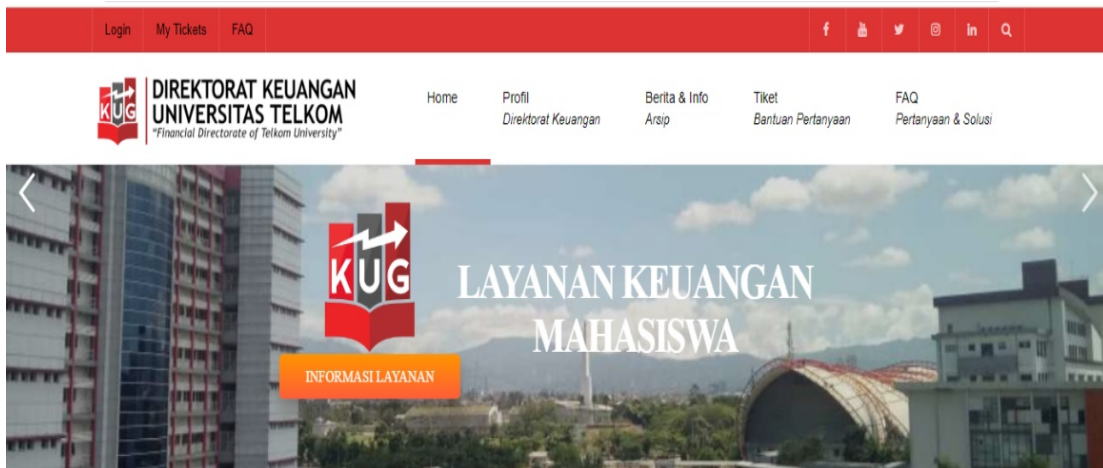 Login My Tickets FAQ
KUG
DIREKTORAT KEUANGAN
UNIVERSITAS TELKOM
"Financial Directorate of Telkom University"
Home
Profil
Direktorat Keuangan
Berita & Info
Arsip
Tiket
Bantuan Pertanyaan
FAQ
Pertanyaan & Solusi
KUG
LAYANAN KEUANGAN
MAHASISWA
INFORMASI LAYANAN